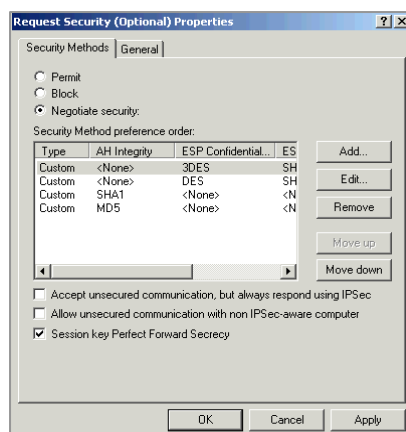 Request Security (Optional) Properties
Security Methods General
Permit
Block
Negotiate security:
Security Method preference order:
Type AH Integrity ESP Confidential... ES
Custom <None> 3DES SH
Custom <None> DES SH
Custom SHA1 <None> <N
Custom MD5 <None> <N
Add...
Edit...
Remove
Move up
Move down
Accept unsecured communication, but always respond using IPSec
Allow unsecured communication with non IPSec-aware computer
Session key Perfect Forward Secrecy
OK Cancel Apply